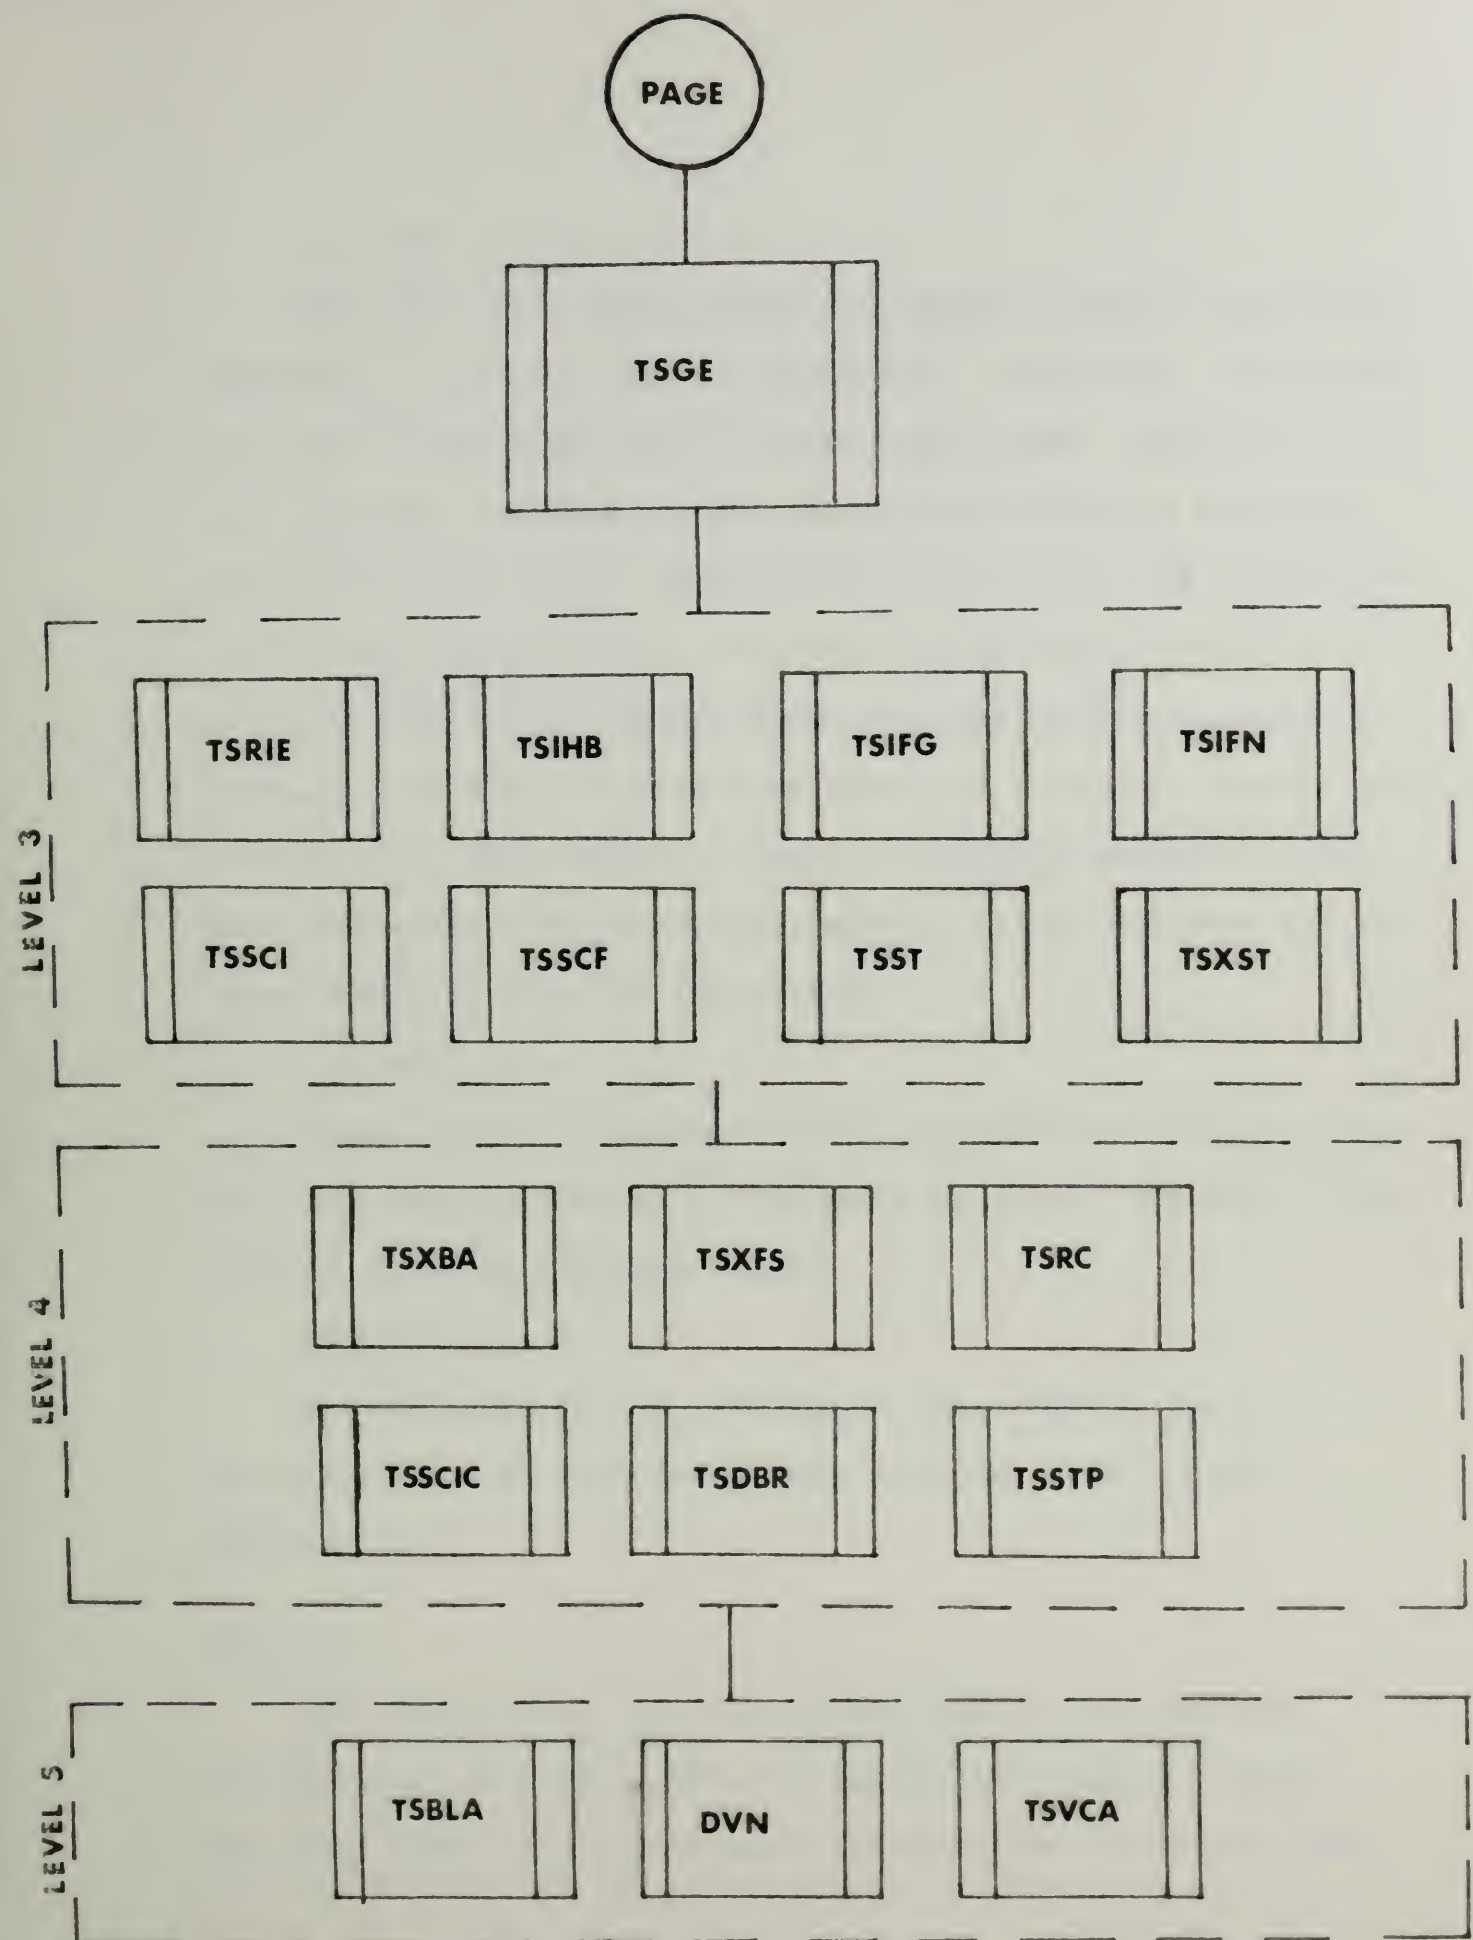 PAGE
TSGE
LEVEL 3
TSRIE
TSIHB
TSIFG
TSIFN
TSSCI
TSSCF
TSST
TSXST
LEVEL 4
TSXBA
TSXFS
TSRC
TSSCIC
TSDBR
TSSTP
LEVEL 5
TSBLA
DVN
TSVCA